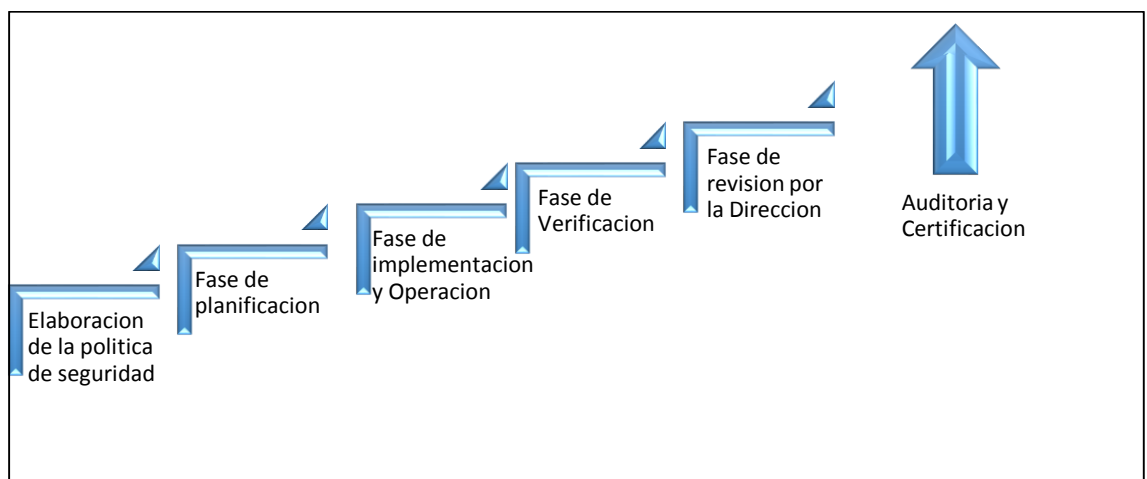 Elaboracion
de la politica
de seguridad
Fase de
planificacion
Fase de
implementacion
y Operacion
Fase de
Verificacion
Fase de
revision por
la Direccion
Auditoria y
Certificacion